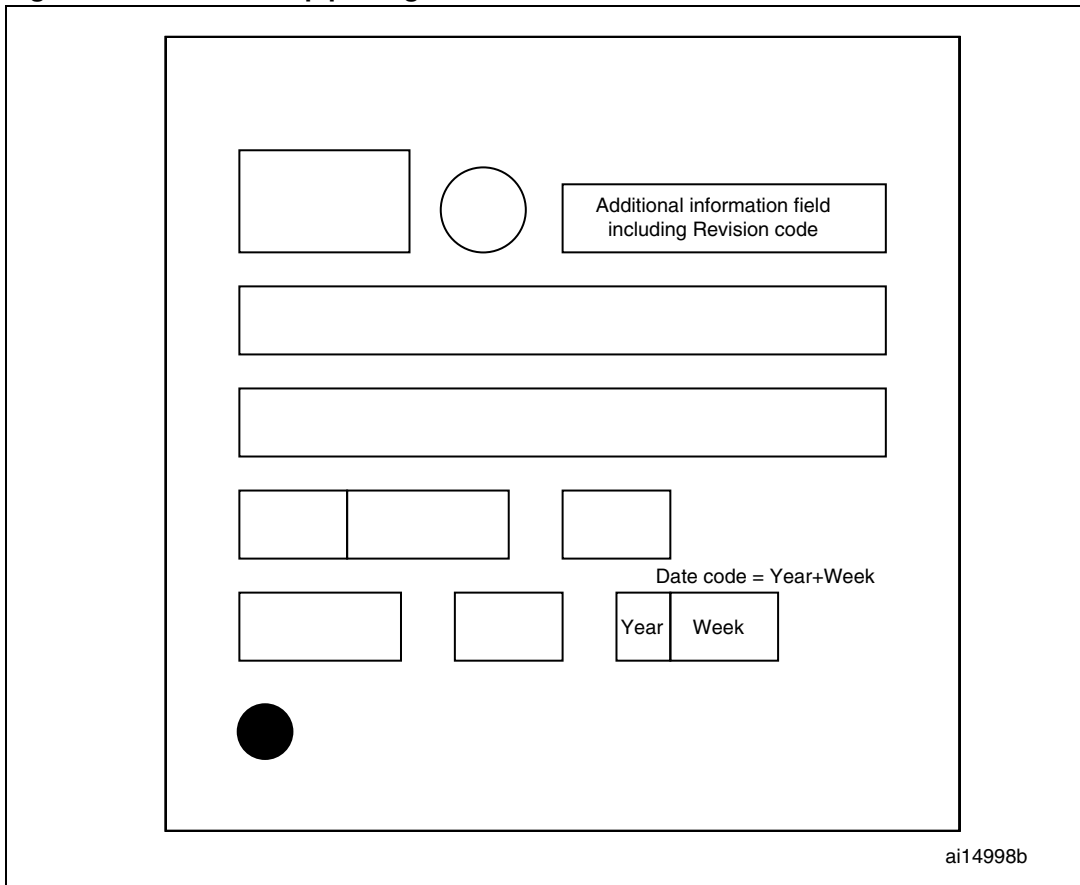 Additional information field
including Revision code
Date code = Year+Week
Year Week
ai14998b